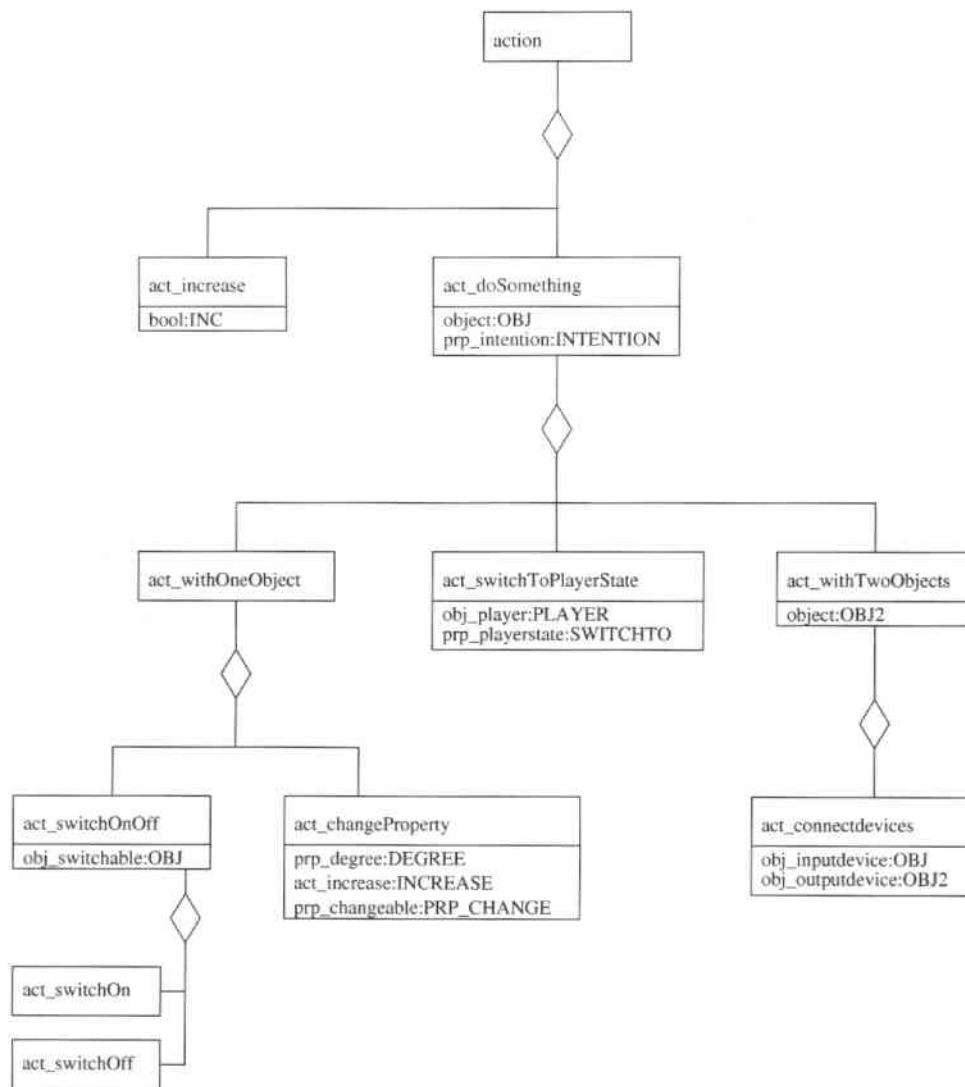 action
act_increase
bool:INC
act_doSomething
object:OBJ
prp_intention:INTENTION
act_withOneObject
act_switchToPlayerState
obj_player:PLAYER
prp_playerstate:SWITCHTO
act_withTwoObjects
object:OBJ2
act_switchOnOff
obj_switchable:OBJ
act_changeProperty
prp_degree:DEGREE
act_increase:INCREASE
prp_changeable:PRP_CHANGE
act_connectdevices
obj_inputdevice:OBJ
obj_outputdevice:OBJ2
act_switchOn
act_switchOff